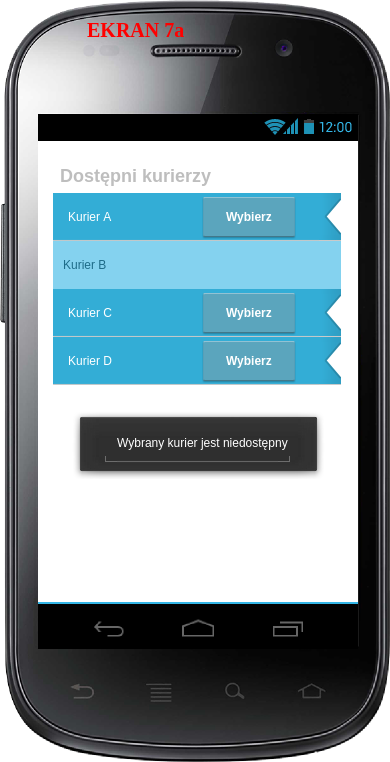 EKRAN 7a
12:00
Dostępni kurierzy
Kurier A Wybierz
Kurier B
Kurier C Wybierz
Kurier D Wybierz
Wybrany kurier jest niedostępny